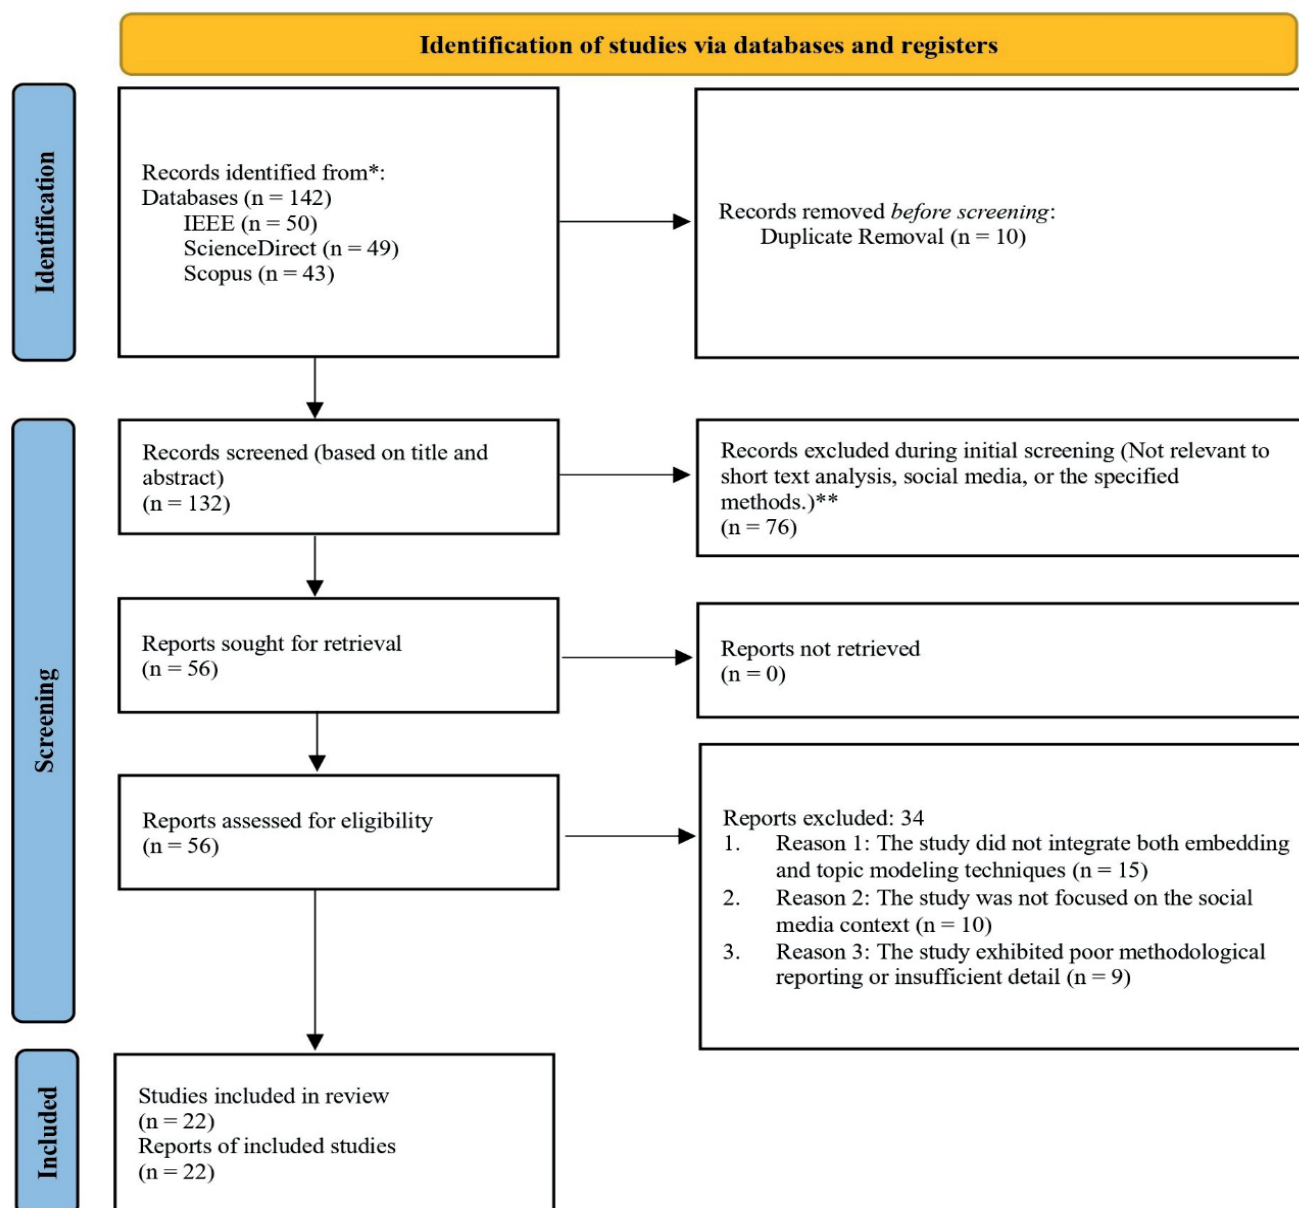 Identification of studies via databases and registers
Identification
Records identified from*:
Databases (n = 142)
IEEE (n = 50)
ScienceDirect (n = 49)
Scopus (n = 43)
Records removed before screening:
Duplicate Removal (n = 10)
Screening
Records screened (based on title and
abstract)
(n = 132)
Records excluded during initial screening (Not relevant to
short text analysis, social media, or the specified
methods.)**
(n = 76)
Reports sought for retrieval
(n = 56)
Reports not retrieved
(n = 0)
Reports assessed for eligibility
(n = 56)
Reports excluded: 34
1. Reason 1: The study did not integrate both embedding
and topic modeling techniques (n = 15)
2. Reason 2: The study was not focused on the social
media context (n = 10)
3. Reason 3: The study exhibited poor methodological
reporting or insufficient detail (n = 9)
Included
Studies included in review
(n = 22)
Reports of included studies
(n = 22)